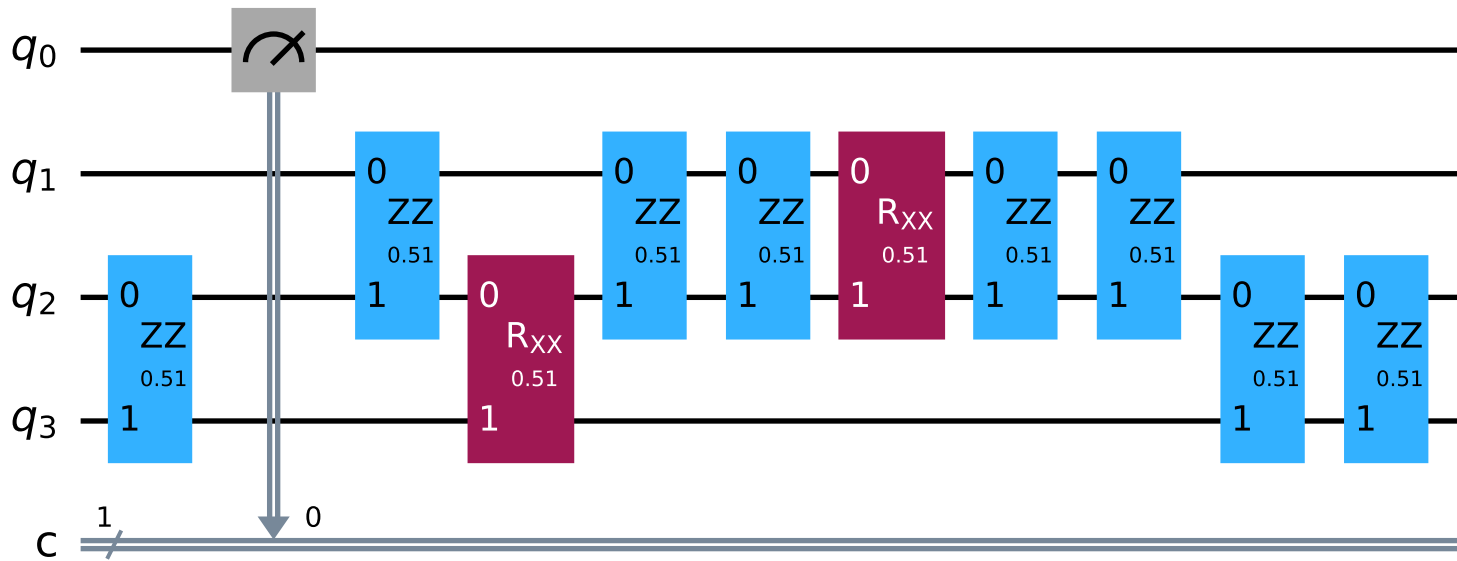 q0
0 0 0 0 0 0
q1
ZZ ZZ ZZ RXX ZZ ZZ
0.51 0.51 0.51 0.51 0.51 0.51
q2
0 1 0 1 1 1 1 1 0 0
ZZ RXX ZZ ZZ
0.51 0.51 0.51 0.51
q3
1 1 1 1
1 0
c